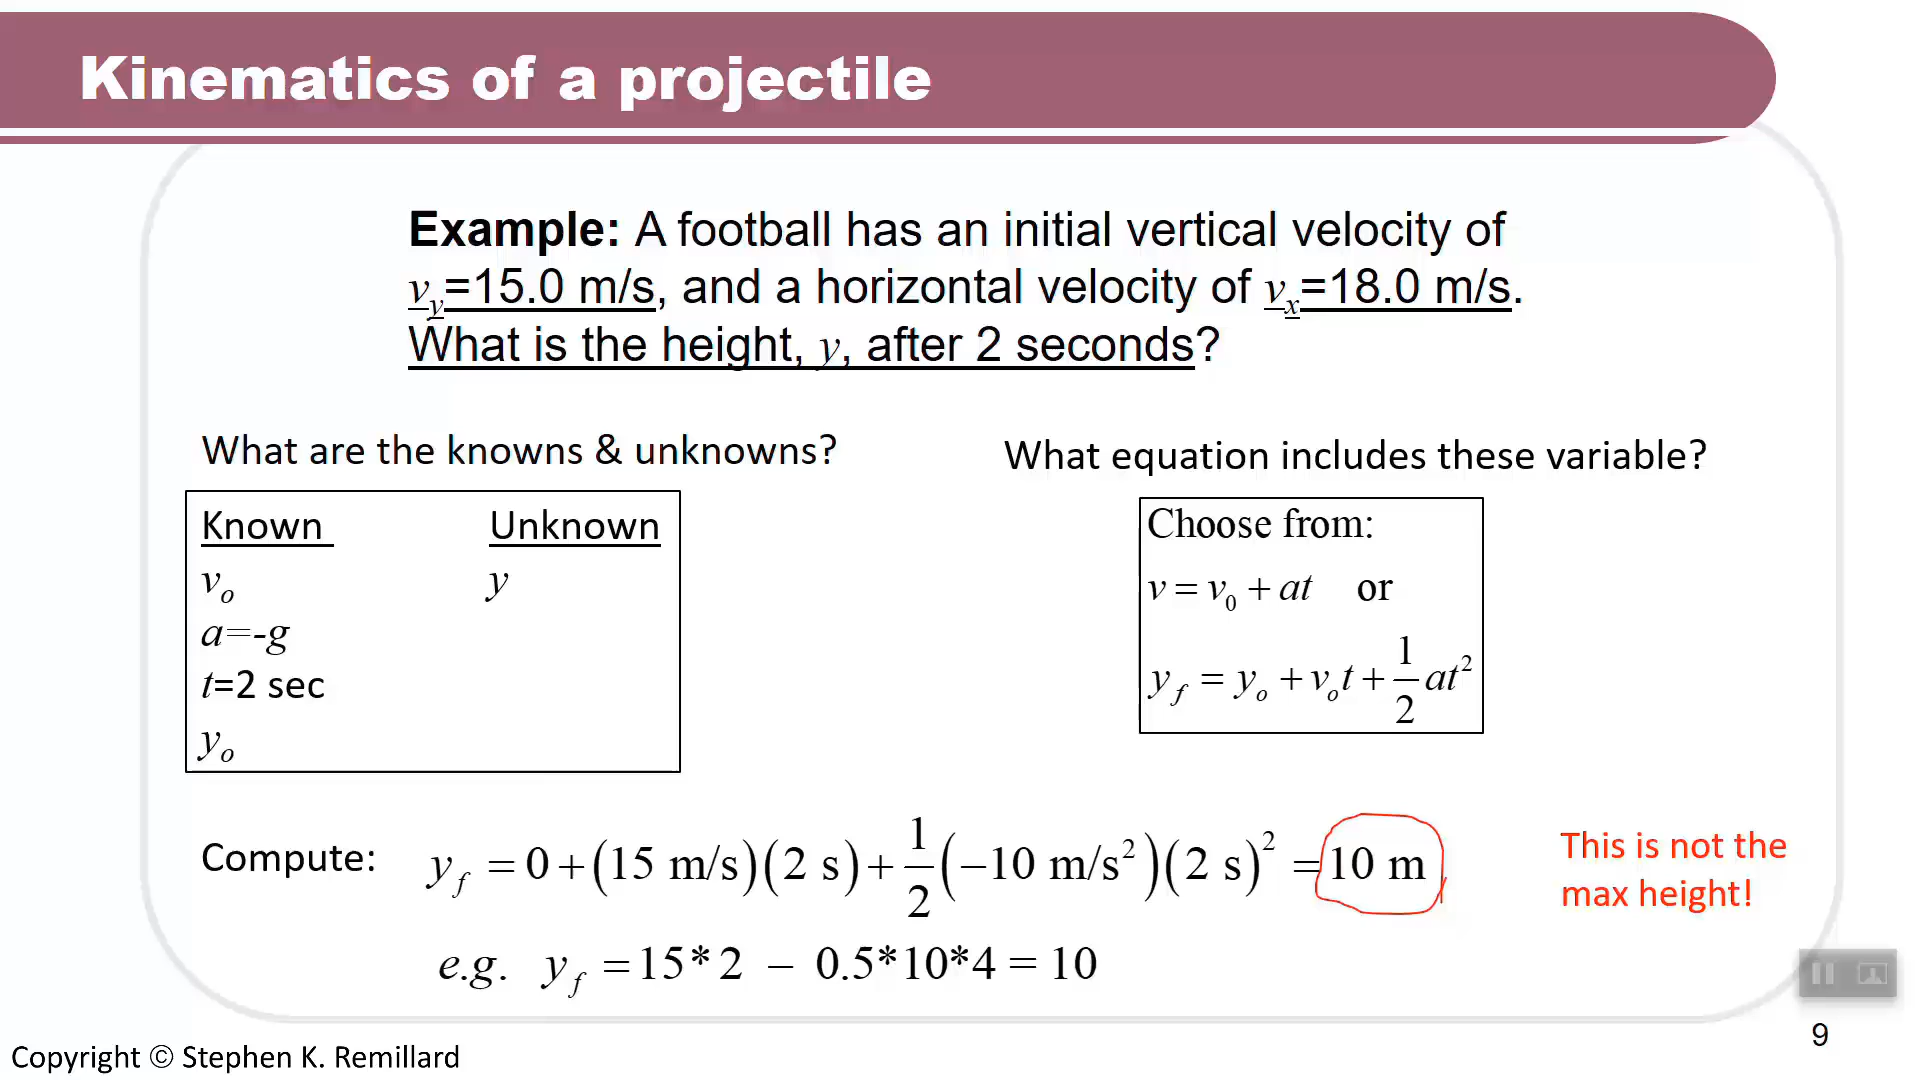 Kinematics of a projectile
Example: A football has an initial vertical velocity of
v_y=15.0 m/s, and a horizontal velocity of v_x=18.0 m/s.
What is the height, y, after 2 seconds?
What are the knowns & unknowns?
Known Unknown
v_o y
a=-g
t=2 sec
y_o
What equation includes these variable?
Choose from:
v = v_0 + at or
y_f = y_o + v_o t + 1/2 at^2
Compute: y_f = 0 + (15 m/s)(2 s) + 1/2 (−10 m/s^2)(2 s)^2 = 10 m
This is not the
max height!
e.g. y_f = 15*2 − 0.5*10*4 = 10
9
Copyright © Stephen K. Remillard